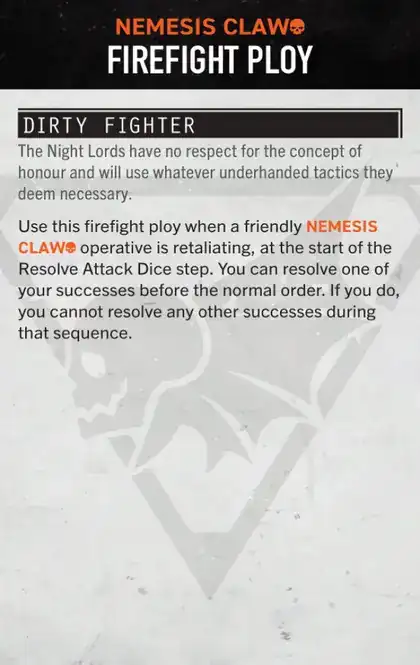 NEMESIS CLAW
FIREFIGHT PLOY
DIRTY FIGHTER
The Night Lords have no respect for the concept of
honour and will use whatever underhanded tactics they
deem necessary.
Use this firefight ploy when a friendly NEMESIS
CLAW operative is retaliating, at the start of the
Resolve Attack Dice step. You can resolve one of
your successes before the normal order. If you do,
you cannot resolve any other successes during
that sequence.